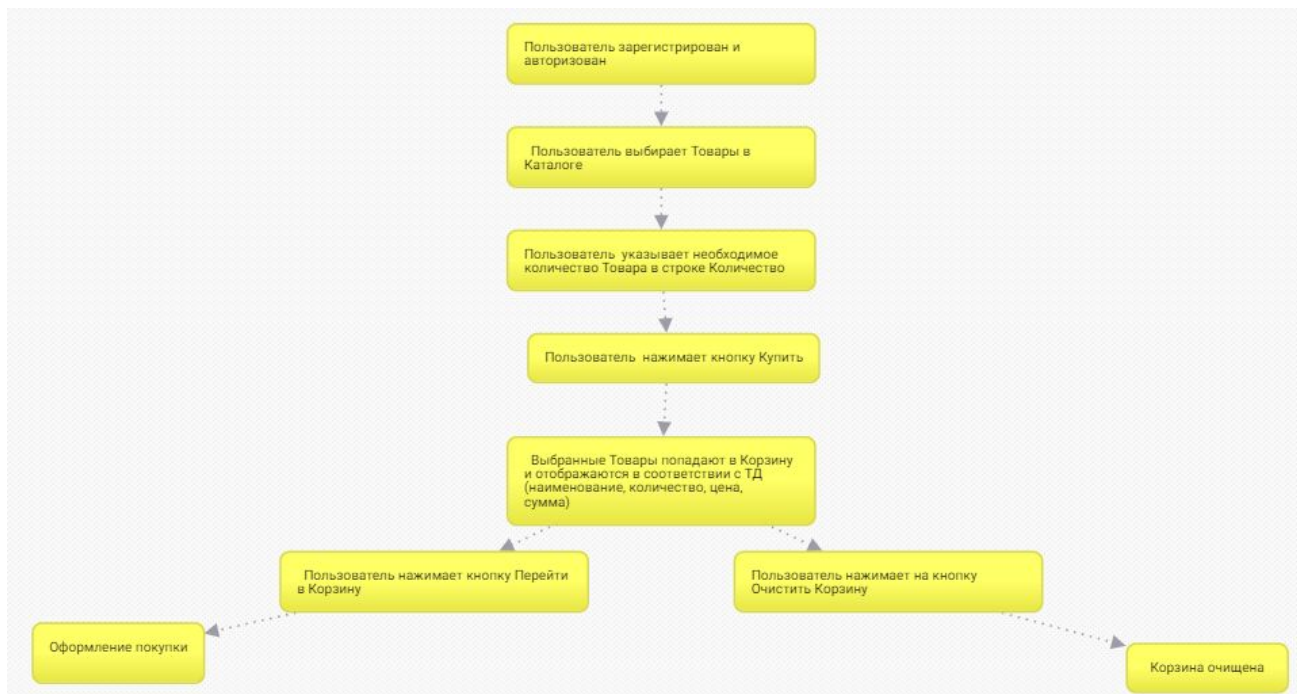 Пользователь зарегистрирован и
авторизован
Пользователь выбирает Товары в
Каталоге
Пользователь указывает необходимое
количество Товара в строке Количество
Пользователь нажимает кнопку Купить
Выбранные Товары попадают в Корзину
и отображаются в соответствии с ТД
(наименование, количество, цена,
сумма)
Пользователь нажимает кнопку Перейти
в Корзину
Пользователь нажимает на кнопку
Очистить Корзину
Оформление покупки
Корзина очищена